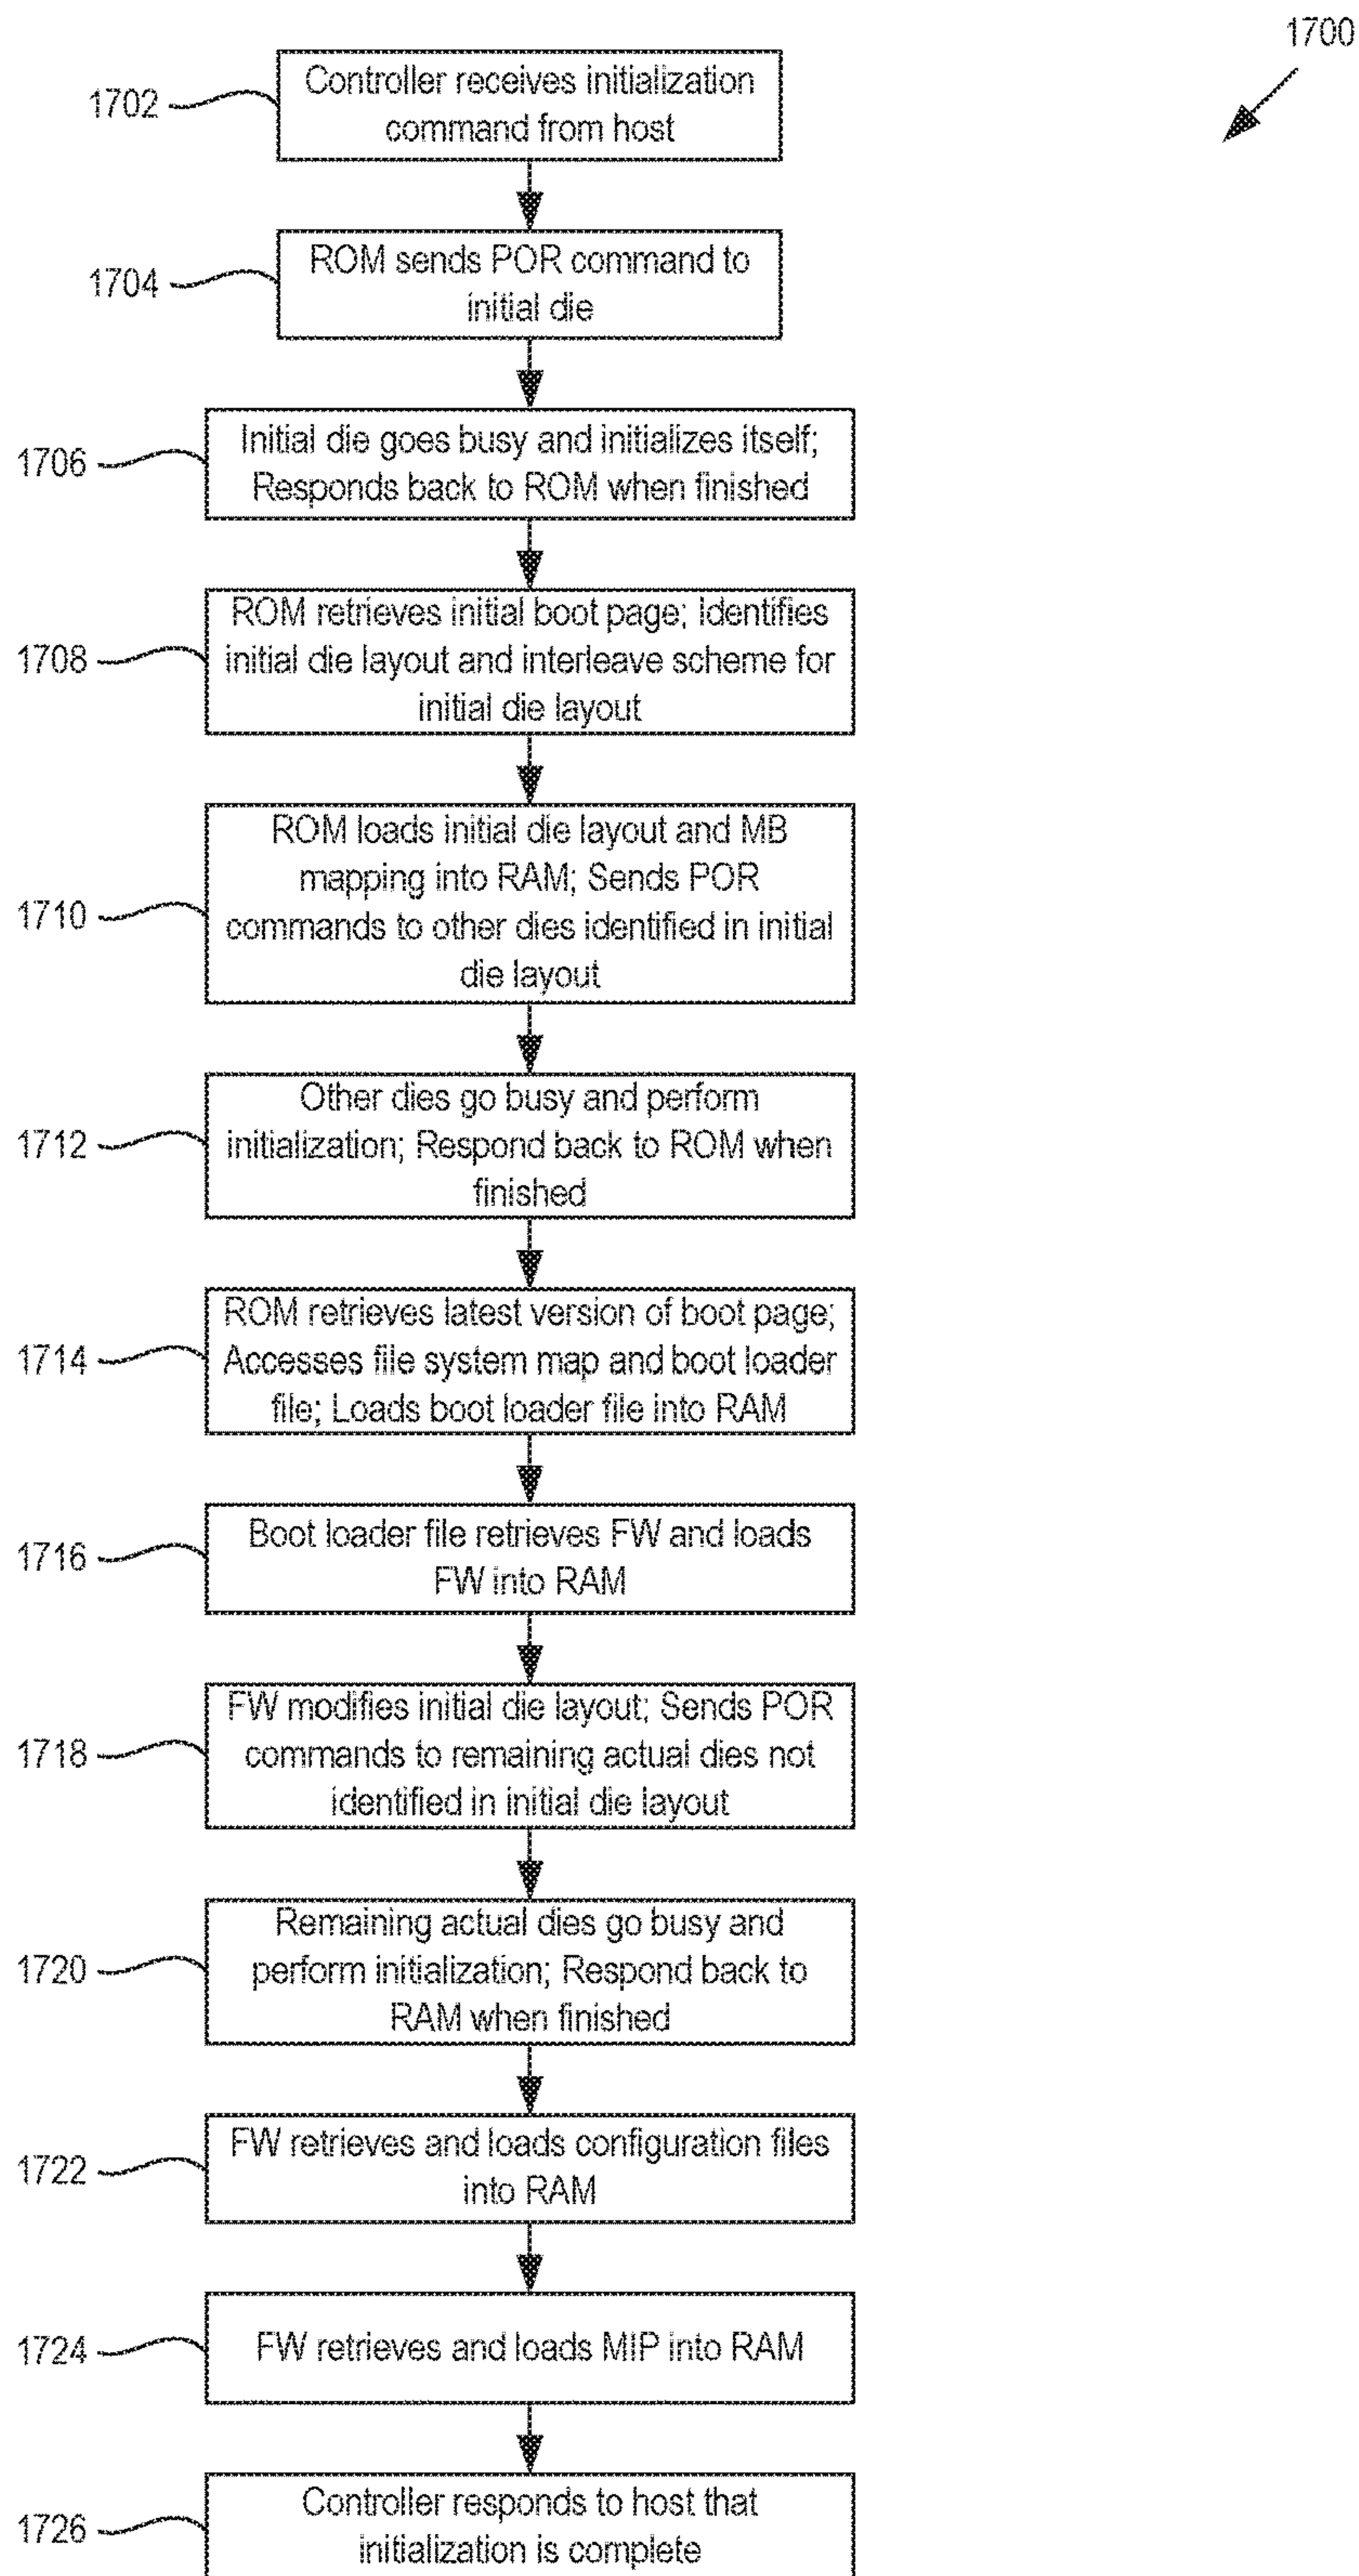 1700
1702
Controller receives initialization
command from host
1704
ROM sends POR command to
initial die
1706
Initial die goes busy and initializes itself;
Responds back to ROM when finished
1708
ROM retrieves initial boot page; Identifies
initial die layout and interleave scheme for
initial die layout
1710
ROM loads initial die layout and MB
mapping into RAM; Sends POR
commands to other dies identified in initial
die layout
1712
Other dies go busy and perform
initialization; Respond back to ROM when
finished
1714
ROM retrieves latest version of boot page;
Accesses file system map and boot loader
file; Loads boot loader file into RAM
1716
Boot loader file retrieves FW and loads
FW into RAM
1718
FW modifies initial die layout; Sends POR
commands to remaining actual dies not
identified in initial die layout
1720
Remaining actual dies go busy and
perform initialization; Respond back to
RAM when finished
1722
FW retrieves and loads configuration files
into RAM
1724
FW retrieves and loads MIP into RAM
1726
Controller responds to host that
initialization is complete